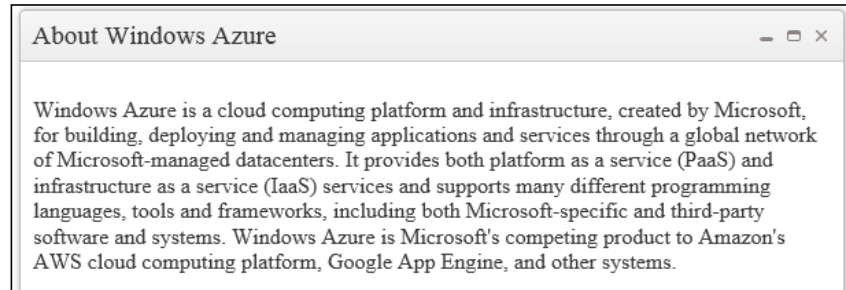 About Windows Azure
Windows Azure is a cloud computing platform and infrastructure, created by Microsoft,
for building, deploying and managing applications and services through a global network
of Microsoft-managed datacenters. It provides both platform as a service (PaaS) and
infrastructure as a service (IaaS) services and supports many different programming
languages, tools and frameworks, including both Microsoft-specific and third-party
software and systems. Windows Azure is Microsoft's competing product to Amazon's
AWS cloud computing platform, Google App Engine, and other systems.